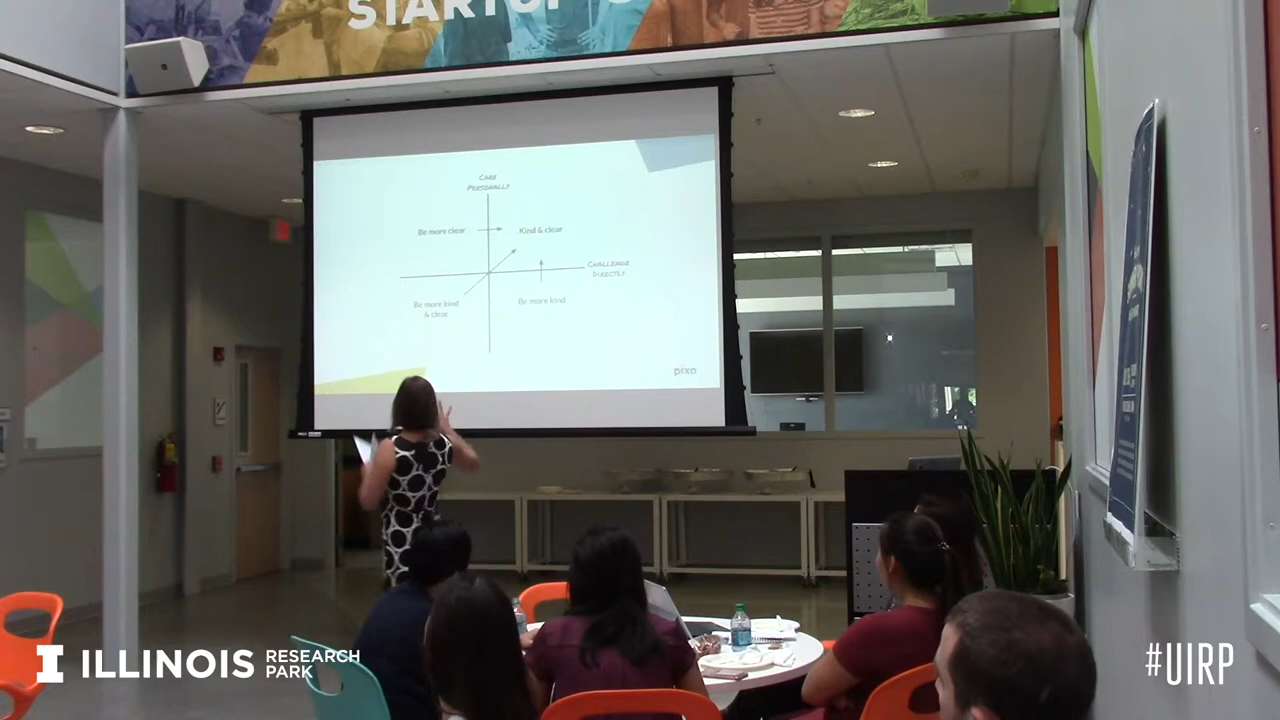 STARTUP
CARE
PERSONALLY
Be more clear
Kind & clear
CHALLENGE
DIRECTLY
Be more kind
& clear
Be more kind
pixo
I ILLINOIS RESEARCH
PARK
#UIRP